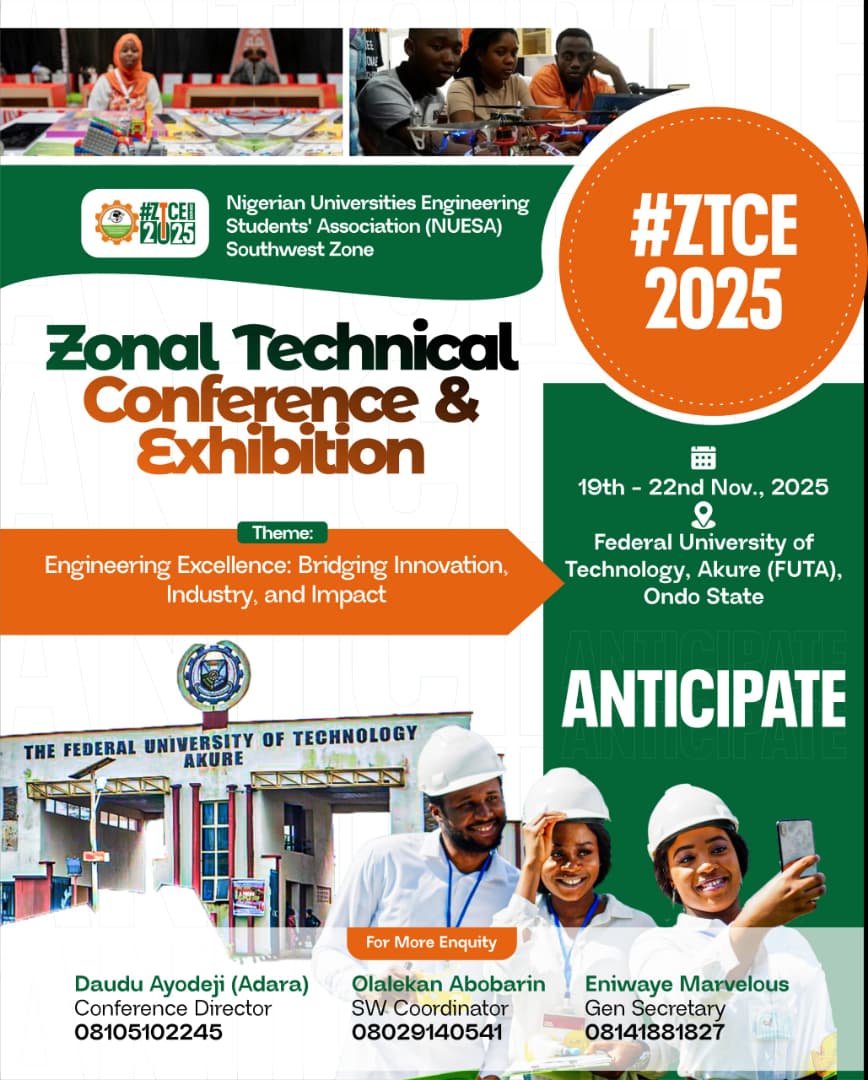 #ZTCE
2025
Nigerian Universities Engineering
Students' Association (NUESA)
Southwest Zone
#ZTCE
2025
Zonal Technical
Conference &
Exhibition
19th - 22nd Nov., 2025
Federal University of
Technology, Akure (FUTA),
Ondo State
Theme:
Engineering Excellence: Bridging Innovation,
Industry, and Impact
ANTICIPATE
THE FEDERAL UNIVERSITY OF TECHNOLOGY
AKURE
For More Enquity
Daudu Ayodeji (Adara)
Conference Director
08105102245
Olalekan Abobarin
SW Coordinator
08029140541
Eniwaye Marvelous
Gen Secretary
08141881827